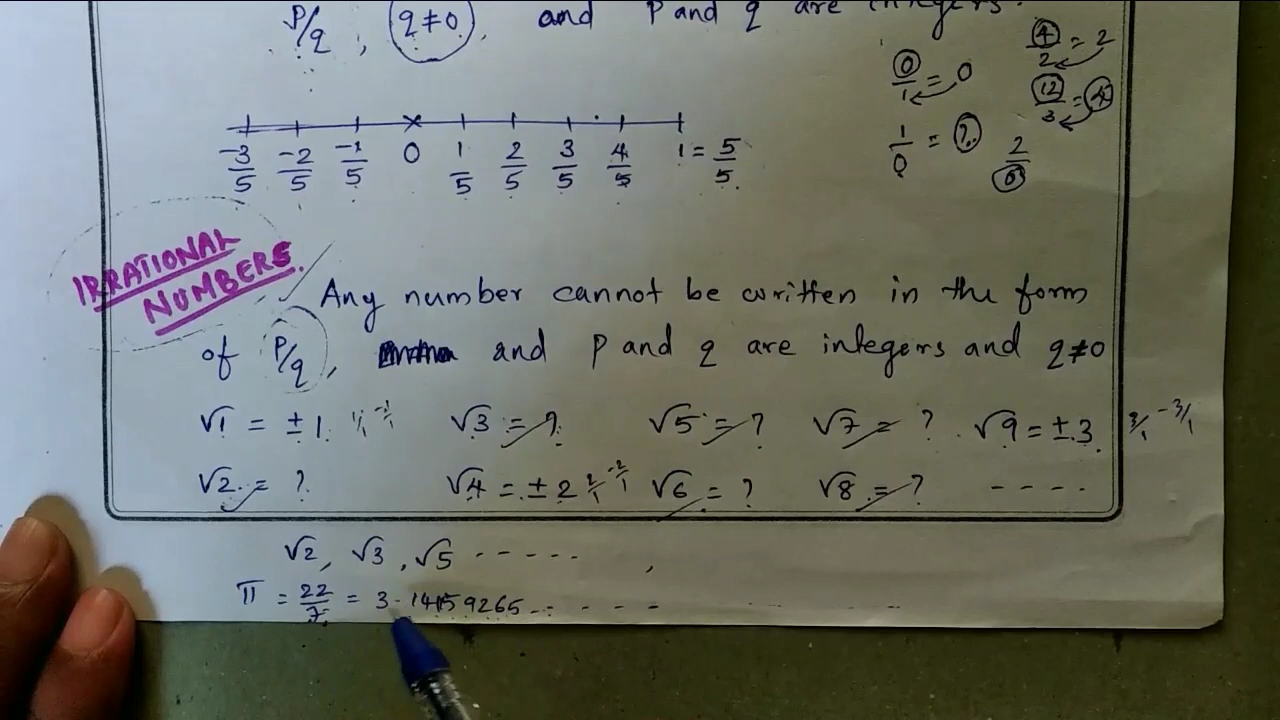 P/q , q≠0, and P and q are integers.
0/1 = 0
4/2 = 2
12/3 = 4
1/0 = ?
2/0
-3/5 -2/5 -1/5 0 1/5 2/5 3/5 4/5 1 = 5/5
IRRATIONAL NUMBERS.
Any number cannot be written in the form
of P/q, and P and q are integers and q≠0
√1 = ±1 1/1 -1/1 √3 = ? √5 = ? √7 = ? √9 = ±3 3/1 -3/1
√2 = ? √4 = ±2 2/1 -2/1 √6 = ? √8 = ? ----
√2, √3, √5 ------ ,
π = 22/7 = 3.14159265.. - - - -